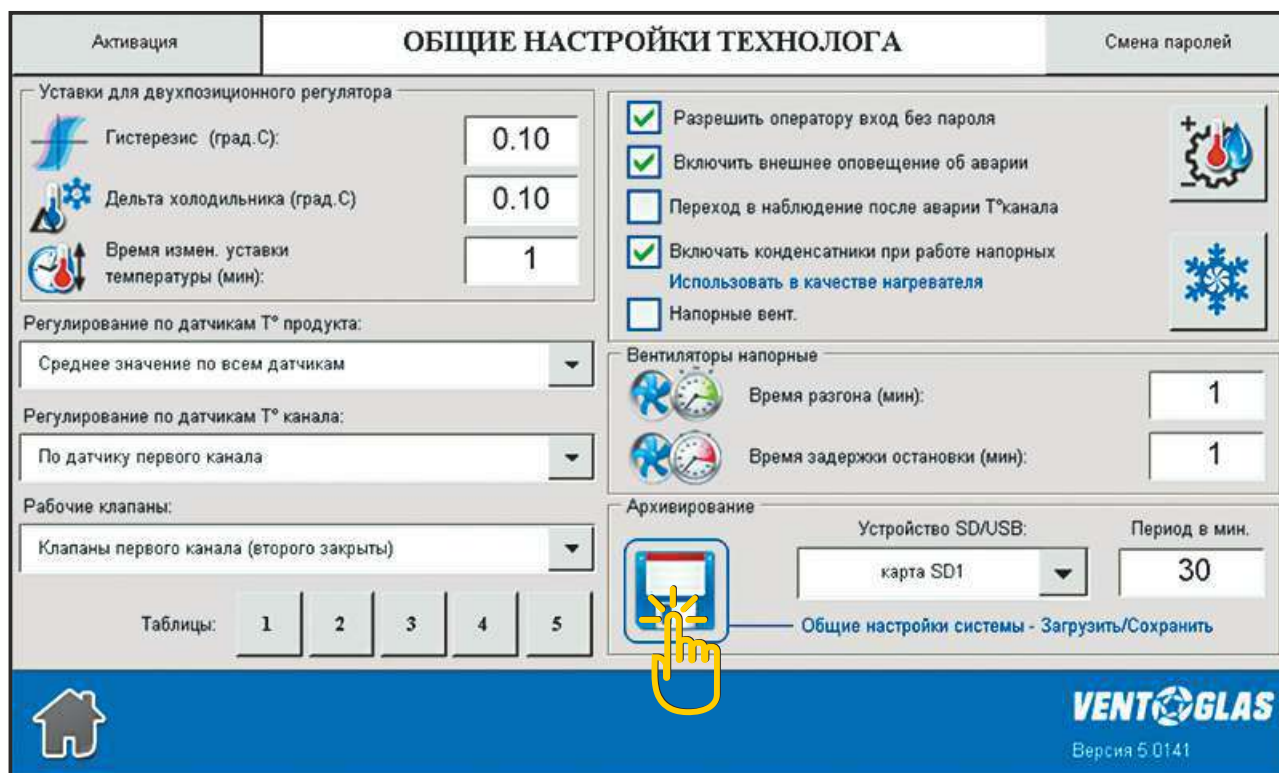 Активация
ОБЩИЕ НАСТРОЙКИ ТЕХНОЛОГА
Смена паролей
Уставки для двухпозиционного регулятора
Гистерезис (град.С):
0.10
Дельта холодильника (град.С)
0.10
Время измен. уставки
температуры (мин):
1
Регулирование по датчикам Т° продукта:
Среднее значение по всем датчикам
Регулирование по датчикам Т° канала:
По датчику первого канала
Рабочие клапаны:
Клапаны первого канала (второго закрыты)
Таблицы:
1
2
3
4
5
Разрешить оператору вход без пароля
Включить внешнее оповещение об аварии
Переход в наблюдение после аварии Т°канала
Включать конденсатники при работе напорных
Использовать в качестве нагревателя
Напорные вент.
Вентиляторы напорные
Время разгона (мин):
1
Время задержки остановки (мин):
1
Архивирование
Устройство SD/USB:
Период в мин.
карта SD1
30
Общие настройки системы - Загрузить/Сохранить
VENTOGLAS
Версия 5.0141